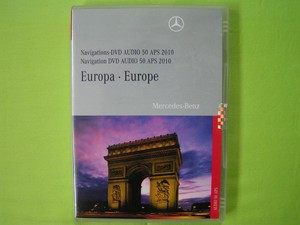 Navigations-DVD AUDIO 50 APS 2010
Navigation DVD AUDIO 50 APS 2010
Europa · Europe
Mercedes-Benz